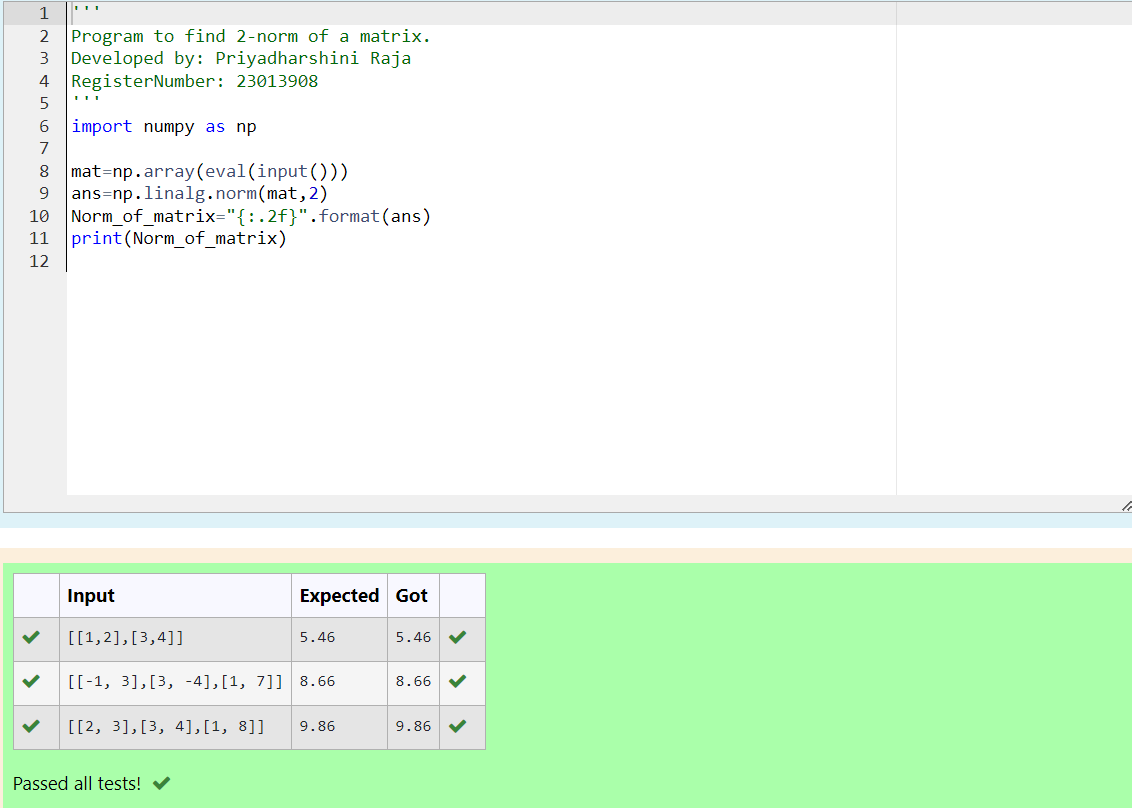 1 '''
2 Program to find 2-norm of a matrix.
3 Developed by: Priyadharshini Raja
4 RegisterNumber: 23013908
5 '''
6 import numpy as np
7
8 mat=np.array(eval(input()))
9 ans=np.linalg.norm(mat,2)
10 Norm_of_matrix="{:.2f}".format(ans)
11 print(Norm_of_matrix)
12
Input Expected Got
[[1,2],[3,4]] 5.46 5.46
[[-1, 3],[3, -4],[1, 7]] 8.66 8.66
[[2, 3],[3, 4],[1, 8]] 9.86 9.86
Passed all tests!